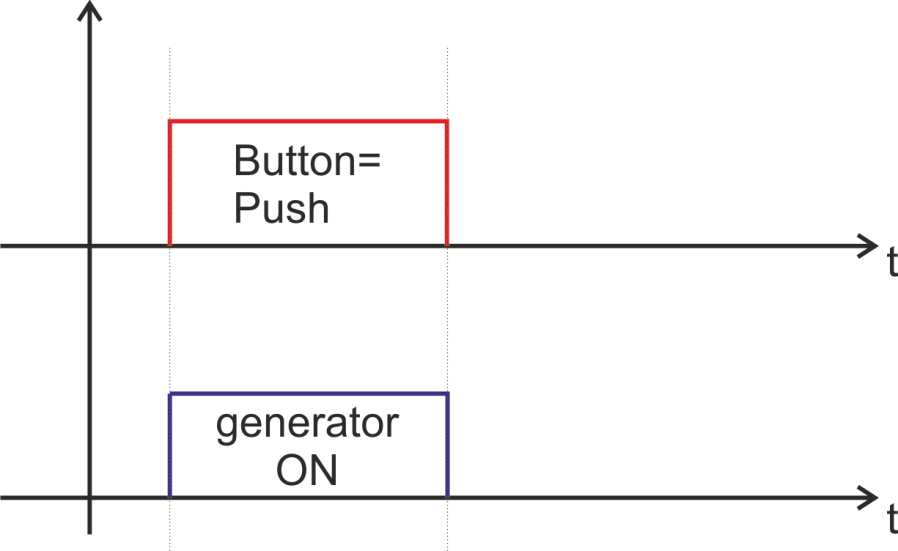 Button=
Push
t
generator
ON
t